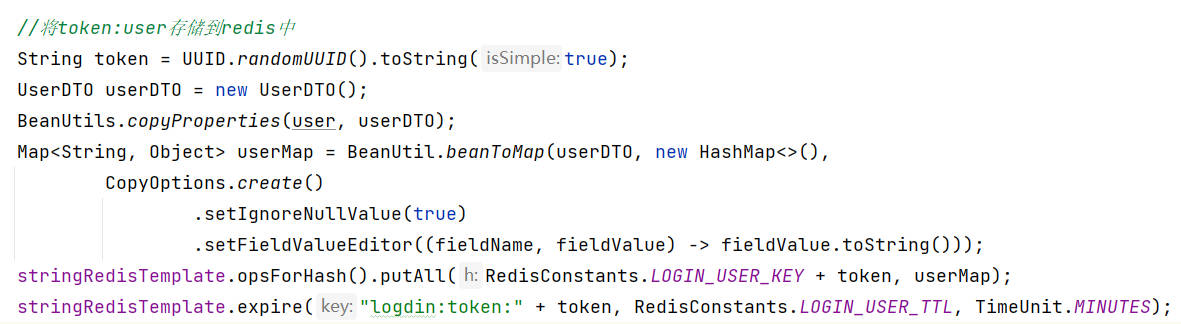 //将token:user存储到redis中
String token = UUID.randomUUID().toString( isSimple: true);
UserDTO userDTO = new UserDTO();
BeanUtils.copyProperties(user, userDTO);
Map<String, Object> userMap = BeanUtil.beanToMap(userDTO, new HashMap<>(),
CopyOptions.create()
.setIgnoreNullValue(true)
.setFieldValueEditor((fieldName, fieldValue) -> fieldValue.toString()));
stringRedisTemplate.opsForHash().putAll( h: RedisConstants.LOGIN_USER_KEY + token, userMap);
stringRedisTemplate.expire( key: "logdin:token:" + token, RedisConstants.LOGIN_USER_TTL, TimeUnit.MINUTES);